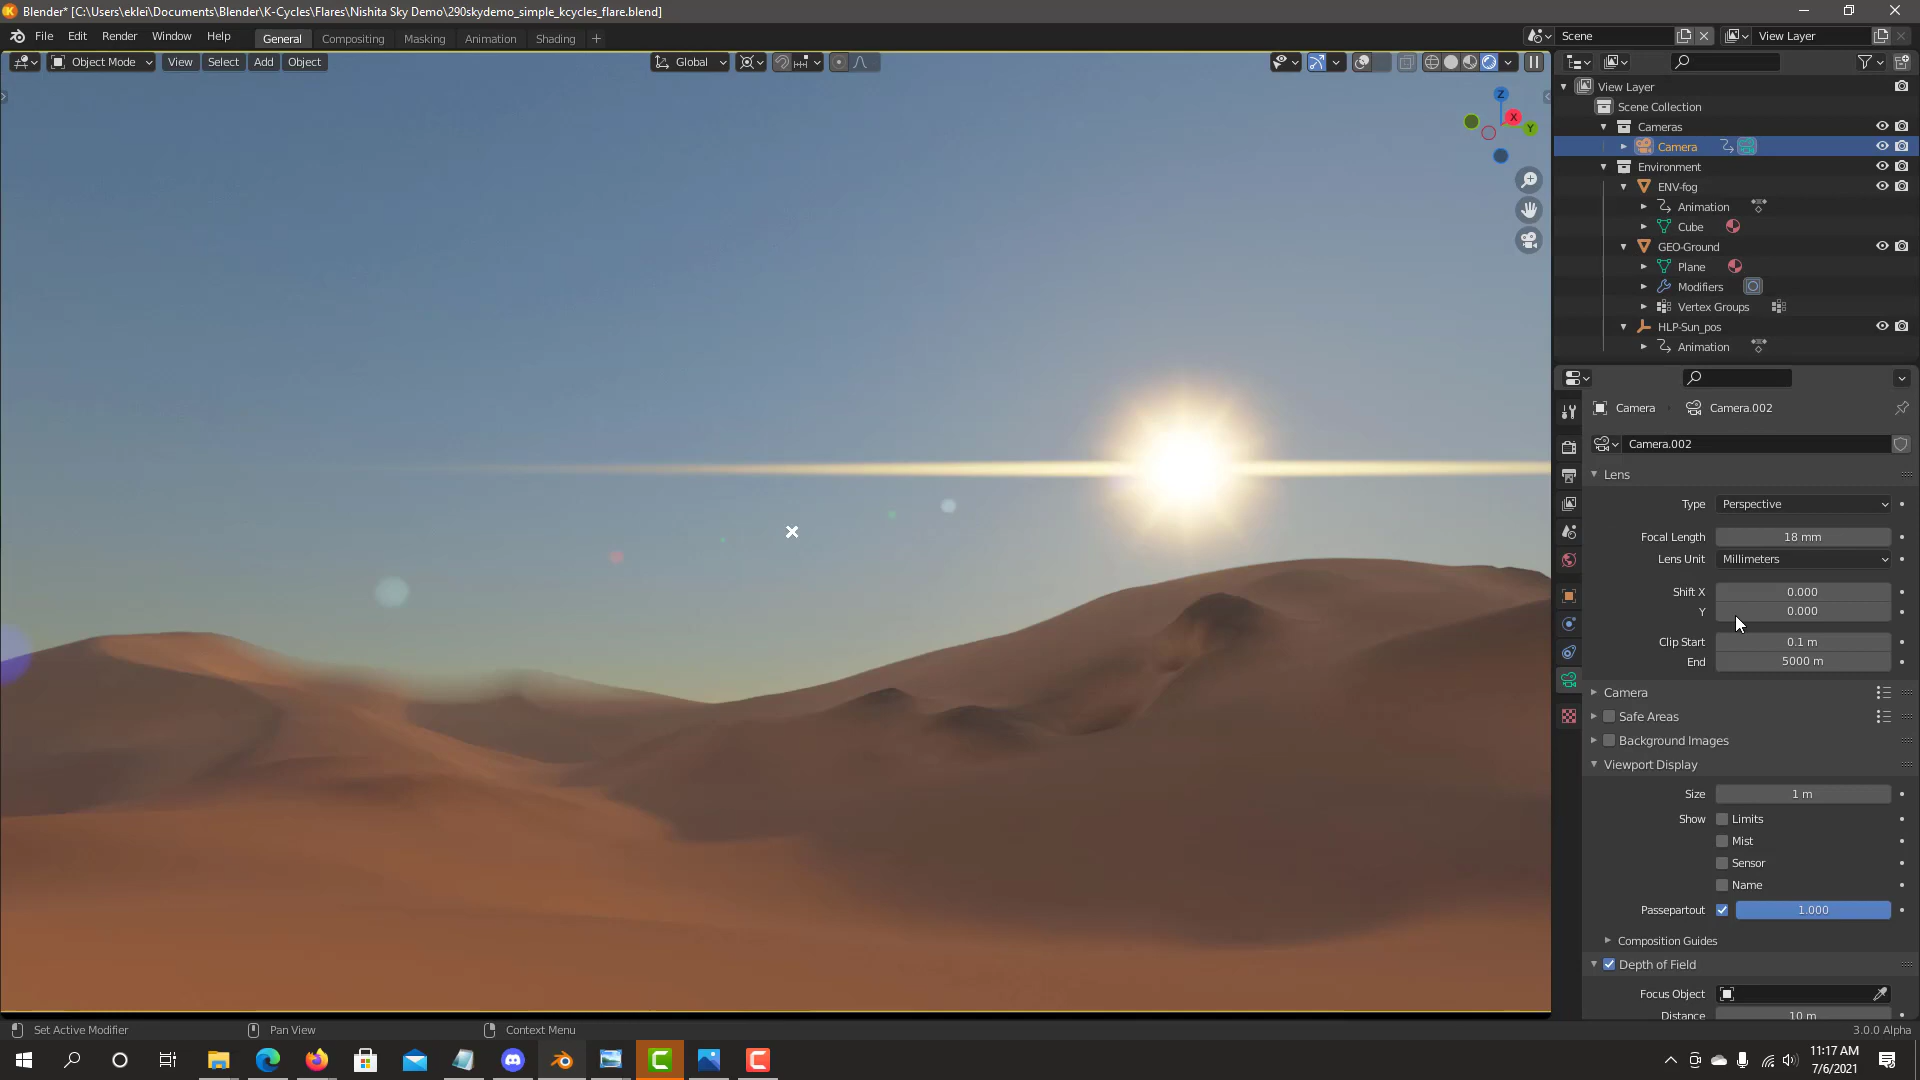 Blender* [C:\Users\eklei\Documents\Blender\K-Cycles\Flares\Nishita Sky Demo\290skydemo_simple_kcycles_flare.blend]
File Edit Render Window Help General Compositing Masking Animation Shading + Scene View Layer
Object Mode View Select Add Object Global
Z
X
Y
View Layer
Scene Collection
Cameras
Camera
Environment
ENV-fog
Animation
Cube
GEO-Ground
Plane
Modifiers
Vertex Groups
HLP-Sun_pos
Animation
Camera Camera.002
Camera.002
Lens
Type Perspective
Focal Length 18 mm
Lens Unit Millimeters
Shift X 0.000
Y 0.000
Clip Start 0.1 m
End 5000 m
Camera
Safe Areas
Background Images
Viewport Display
Size 1 m
Show Limits
Mist
Sensor
Name
Passepartout 1.000
Composition Guides
Depth of Field
Focus Object
Distance 10 m
Set Active Modifier Pan View Context Menu 3.0.0 Alpha
11:17 AM
7/6/2021